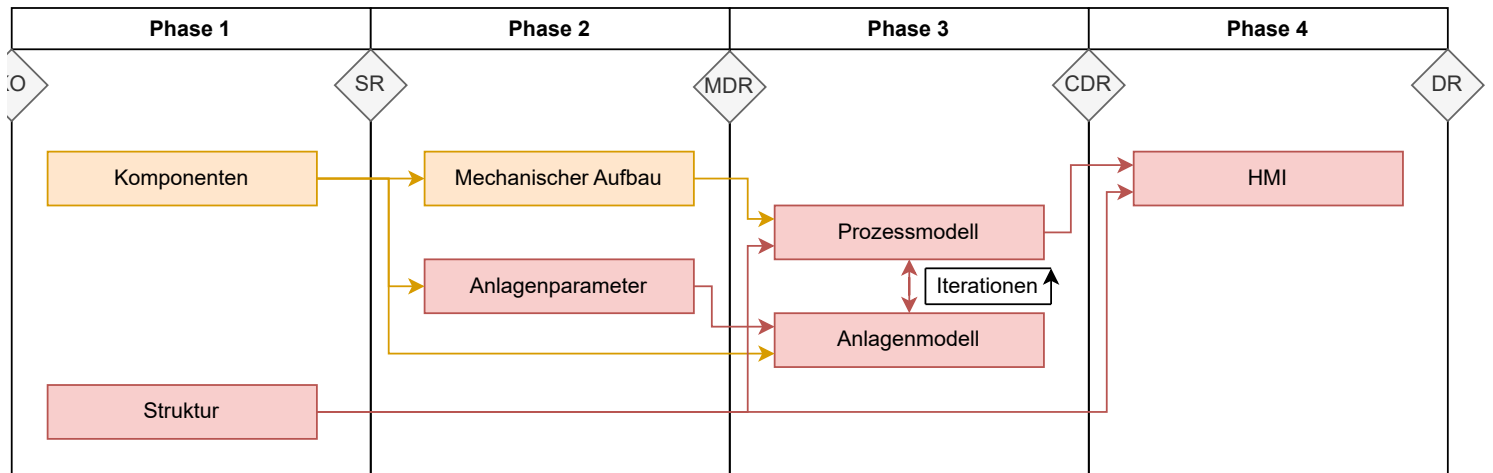 Phase 1
Phase 2
Phase 3
Phase 4
SR
MDR
CDR
DR
Komponenten
Mechanischer Aufbau
HMI
Prozessmodell
Anlagenparameter
Iterationen
Anlagenmodell
Struktur